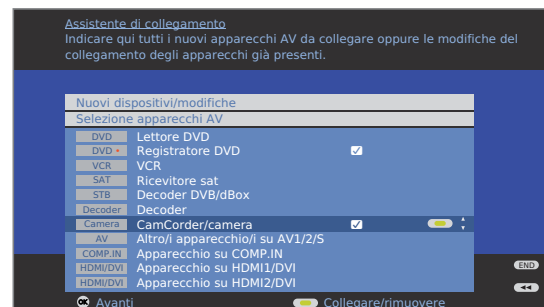 Assistente di collegamento
Indicare qui tutti i nuovi apparecchi AV da collegare oppure le modifiche del
collegamento degli apparecchi già presenti.
Nuovi dispositivi/modifiche
Selezione apparecchi AV
DVD Lettore DVD
DVD • Registratore DVD
VCR VCR
SAT Ricevitore sat
STB Decoder DVB/dBox
Decoder Decoder
Camera CamCorder/camera
AV Altro/i apparecchio/i su AV1/2/S
COMP.IN Apparecchio su COMP.IN
HDMI/DVI Apparecchio su HDMI1/DVI
END
HDMI/DVI Apparecchio su HDMI2/DVI
OK Avanti Collegare/rimuovere